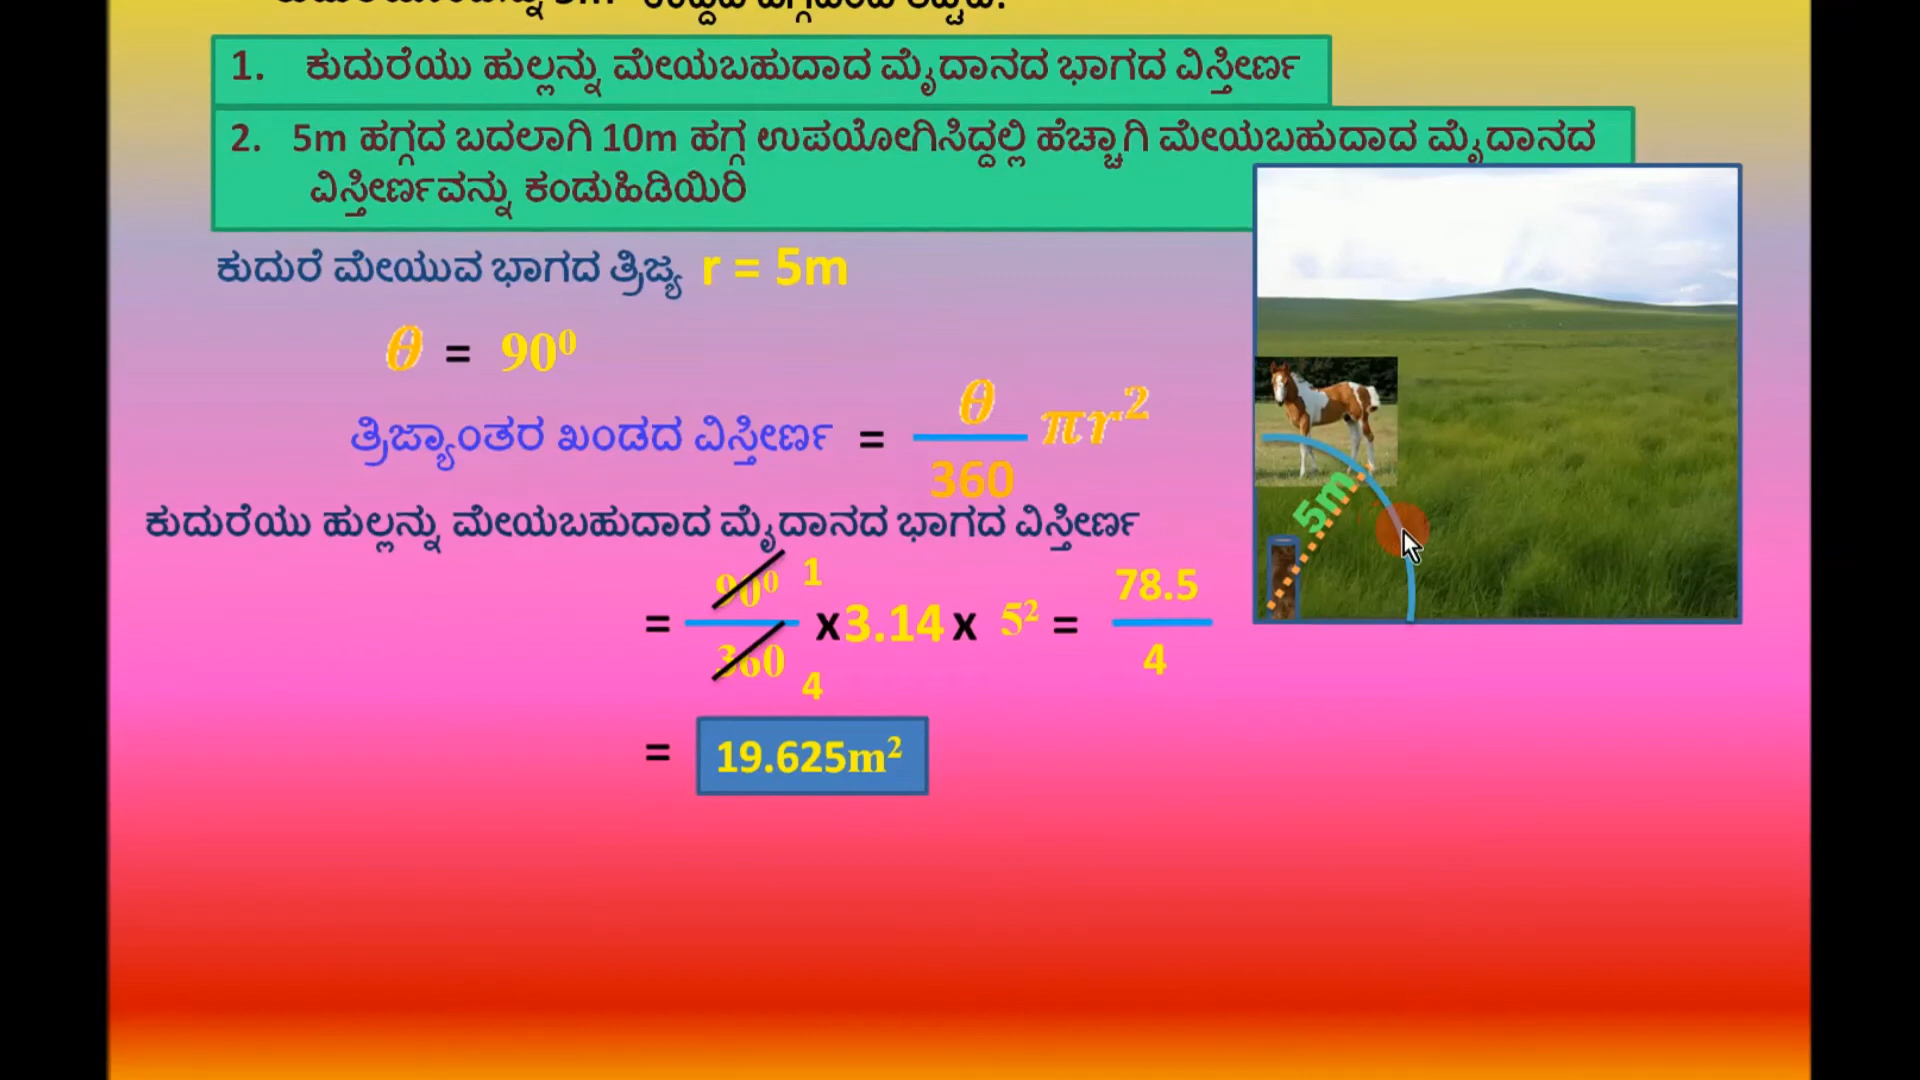 1. ಕುದುರೆಯು ಹುಲ್ಲನ್ನು ಮೇಯಬಹುದಾದ ಮೈದಾನದ ಭಾಗದ ವಿಸ್ತೀರ್ಣ
2. 5m ಹಗ್ಗದ ಬದಲಾಗಿ 10m ಹಗ್ಗ ಉಪಯೋಗಿಸಿದ್ದಲ್ಲಿ ಹೆಚ್ಚಾಗಿ ಮೇಯಬಹುದಾದ ಮೈದಾನದ
ವಿಸ್ತೀರ್ಣವನ್ನು ಕಂಡುಹಿಡಿಯಿರಿ
ಕುದುರೆ ಮೇಯುವ ಭಾಗದ ತ್ರಿಜ್ಯ r = 5m
θ = 90⁰
ತ್ರಿಜ್ಯಾಂತರ ಖಂಡದ ವಿಸ್ತೀರ್ಣ = θ/360 πr²
5m
ಕುದುರೆಯು ಹುಲ್ಲನ್ನು ಮೇಯಬಹುದಾದ ಮೈದಾನದ ಭಾಗದ ವಿಸ್ತೀರ್ಣ
= 90⁰ 1/360 4 x 3.14 x 5² = 78.5/4
= 19.625m²